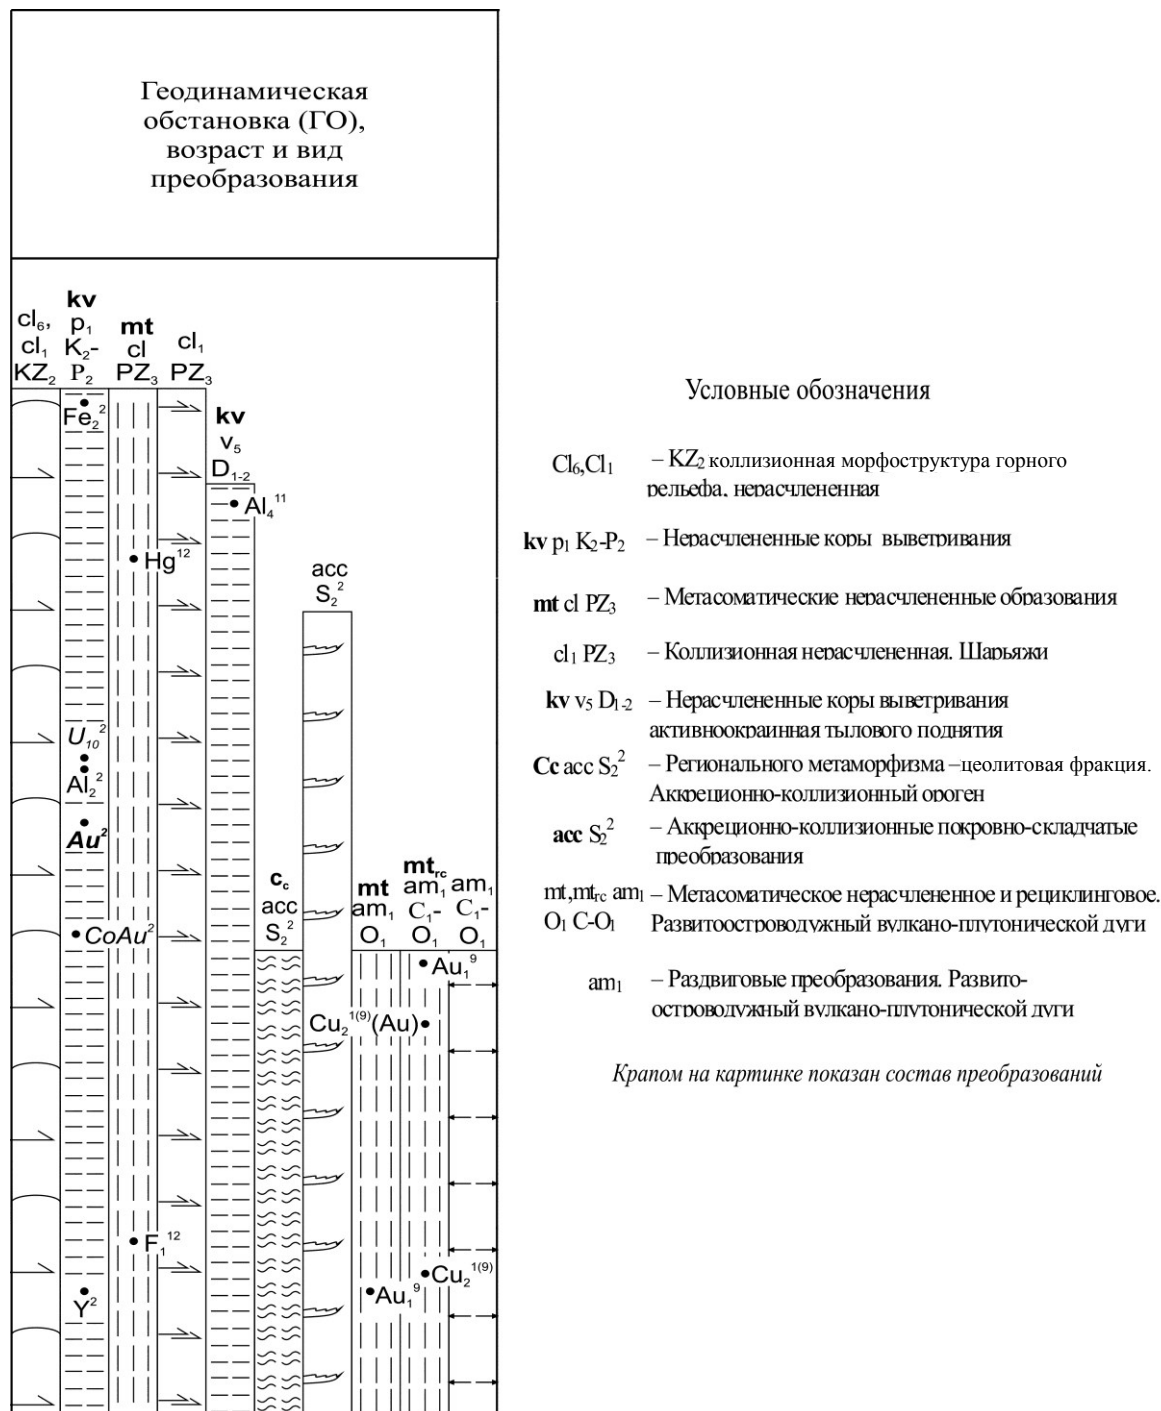 Геодинамическая
обстановка (ГО),
возраст и вид
преобразования
cl₆,
cl₁
KZ₂
kv
p₁
K₂-
P₂
mt
cl
PZ₃
cl₁
PZ₃
kv
v₅
D₁₋₂
acc
S₂²
c_c
acc
S₂²
mt
am₁
O₁
mt_rc
am₁
C₁-
O₁
am₁
C₁-
O₁
Fe₂²
Al₄¹¹
Hg¹²
U₁₀²
Al₂²
Au²
CoAu²
Au₁⁹
Cu₂¹⁽⁹⁾(Au)
F₁¹²
Cu₂¹⁽⁹⁾
Au₁⁹
Y²
Условные обозначения
Cl₆,Cl₁ – KZ₂ коллизионная морфоструктура горного
рельефа, нерасчлененная
kv p₁ K₂-P₂ – Нерасчлененные коры выветривания
mt cl PZ₃ – Метасоматические нерасчлененные образования
cl₁ PZ₃ – Коллизионная нерасчлененная. Шарьяжи
kv v₅ D₁₋₂ – Нерасчлененные коры выветривания
активноокраинная тылового поднятия
Cc acc S₂² – Регионального метаморфизма –цеолитовая фракция.
Аккреционно-коллизионный ороген
acc S₂² – Аккреционно-коллизионные покровно-складчатые
преобразования
mt,mt_rc am₁ – Метасоматическое нерасчлененное и рециклинговое.
O₁ C-O₁ Развитоостроводужный вулкано-плутонической дуги
am₁ – Раздвиговые преобразования. Развито-
островодужный вулкано-плутонической дуги
Крапом на картинке показан состав преобразований